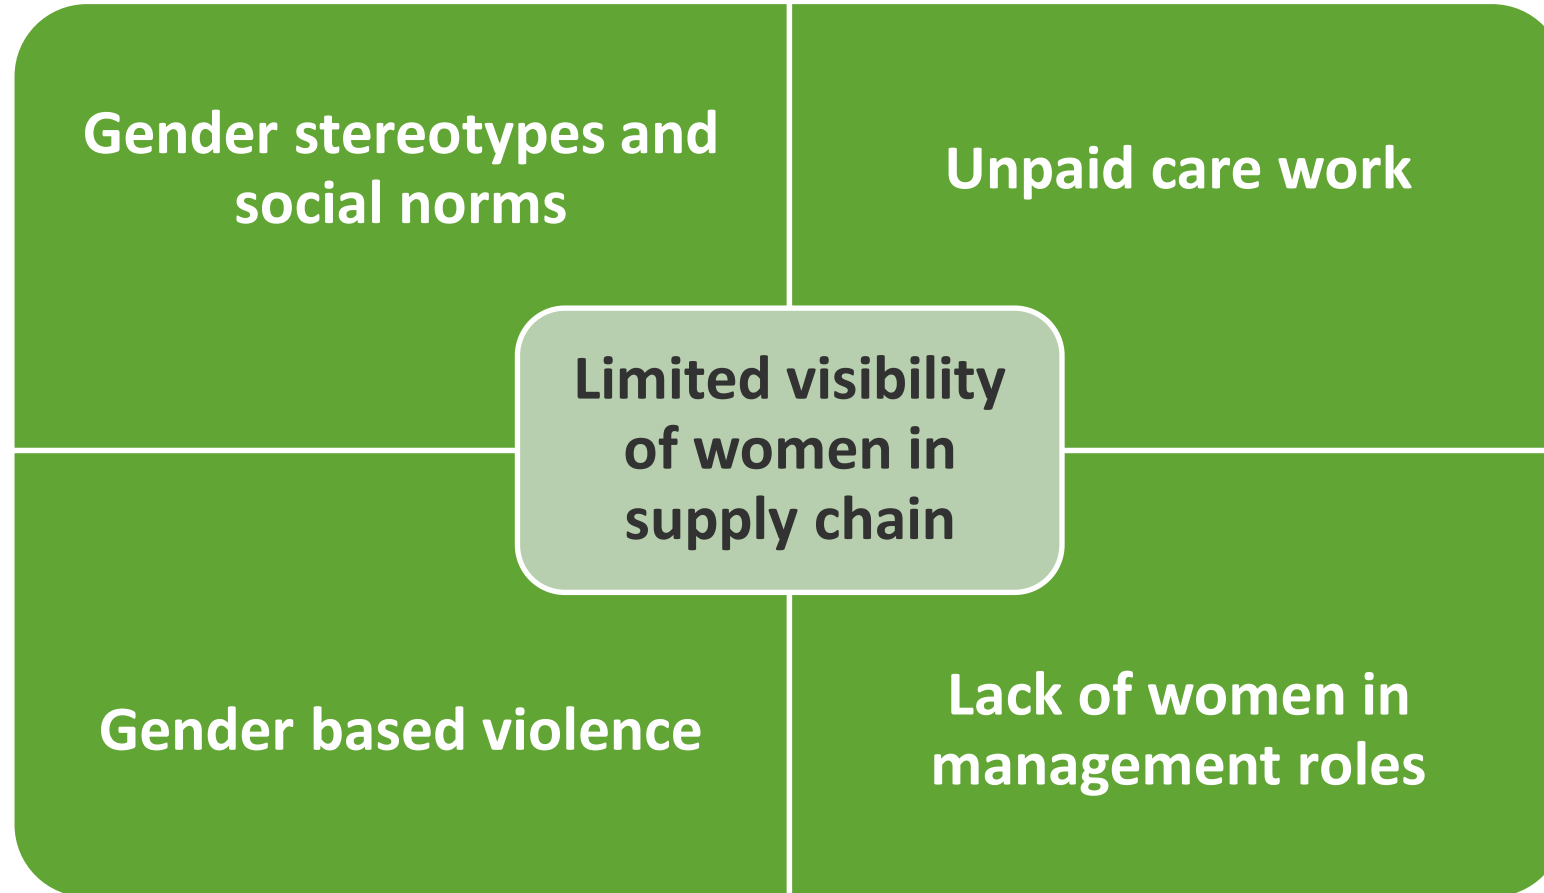 Gender stereotypes and
social norms
Unpaid care work
Limited visibility
of women in
supply chain
Gender based violence
Lack of women in
management roles